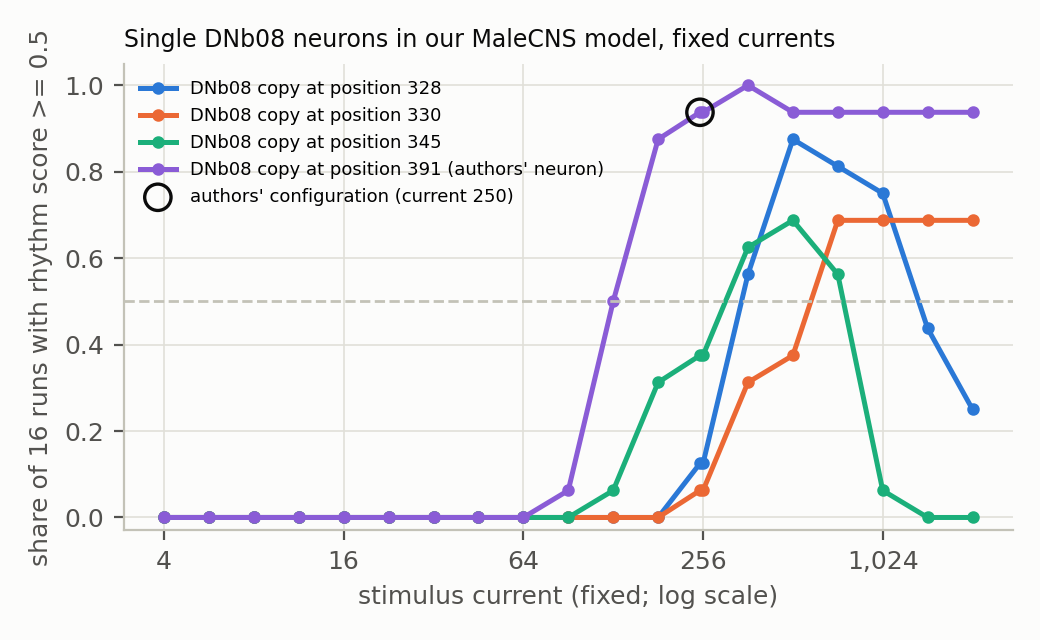 Single DNb08 neurons in our MaleCNS model, fixed currents
share of 16 runs with rhythm score >= 0.5
1.0
0.8
0.6
0.4
0.2
0.0
DNb08 copy at position 328
DNb08 copy at position 330
DNb08 copy at position 345
DNb08 copy at position 391 (authors' neuron)
authors' configuration (current 250)
4
16
64
256
1,024
stimulus current (fixed; log scale)